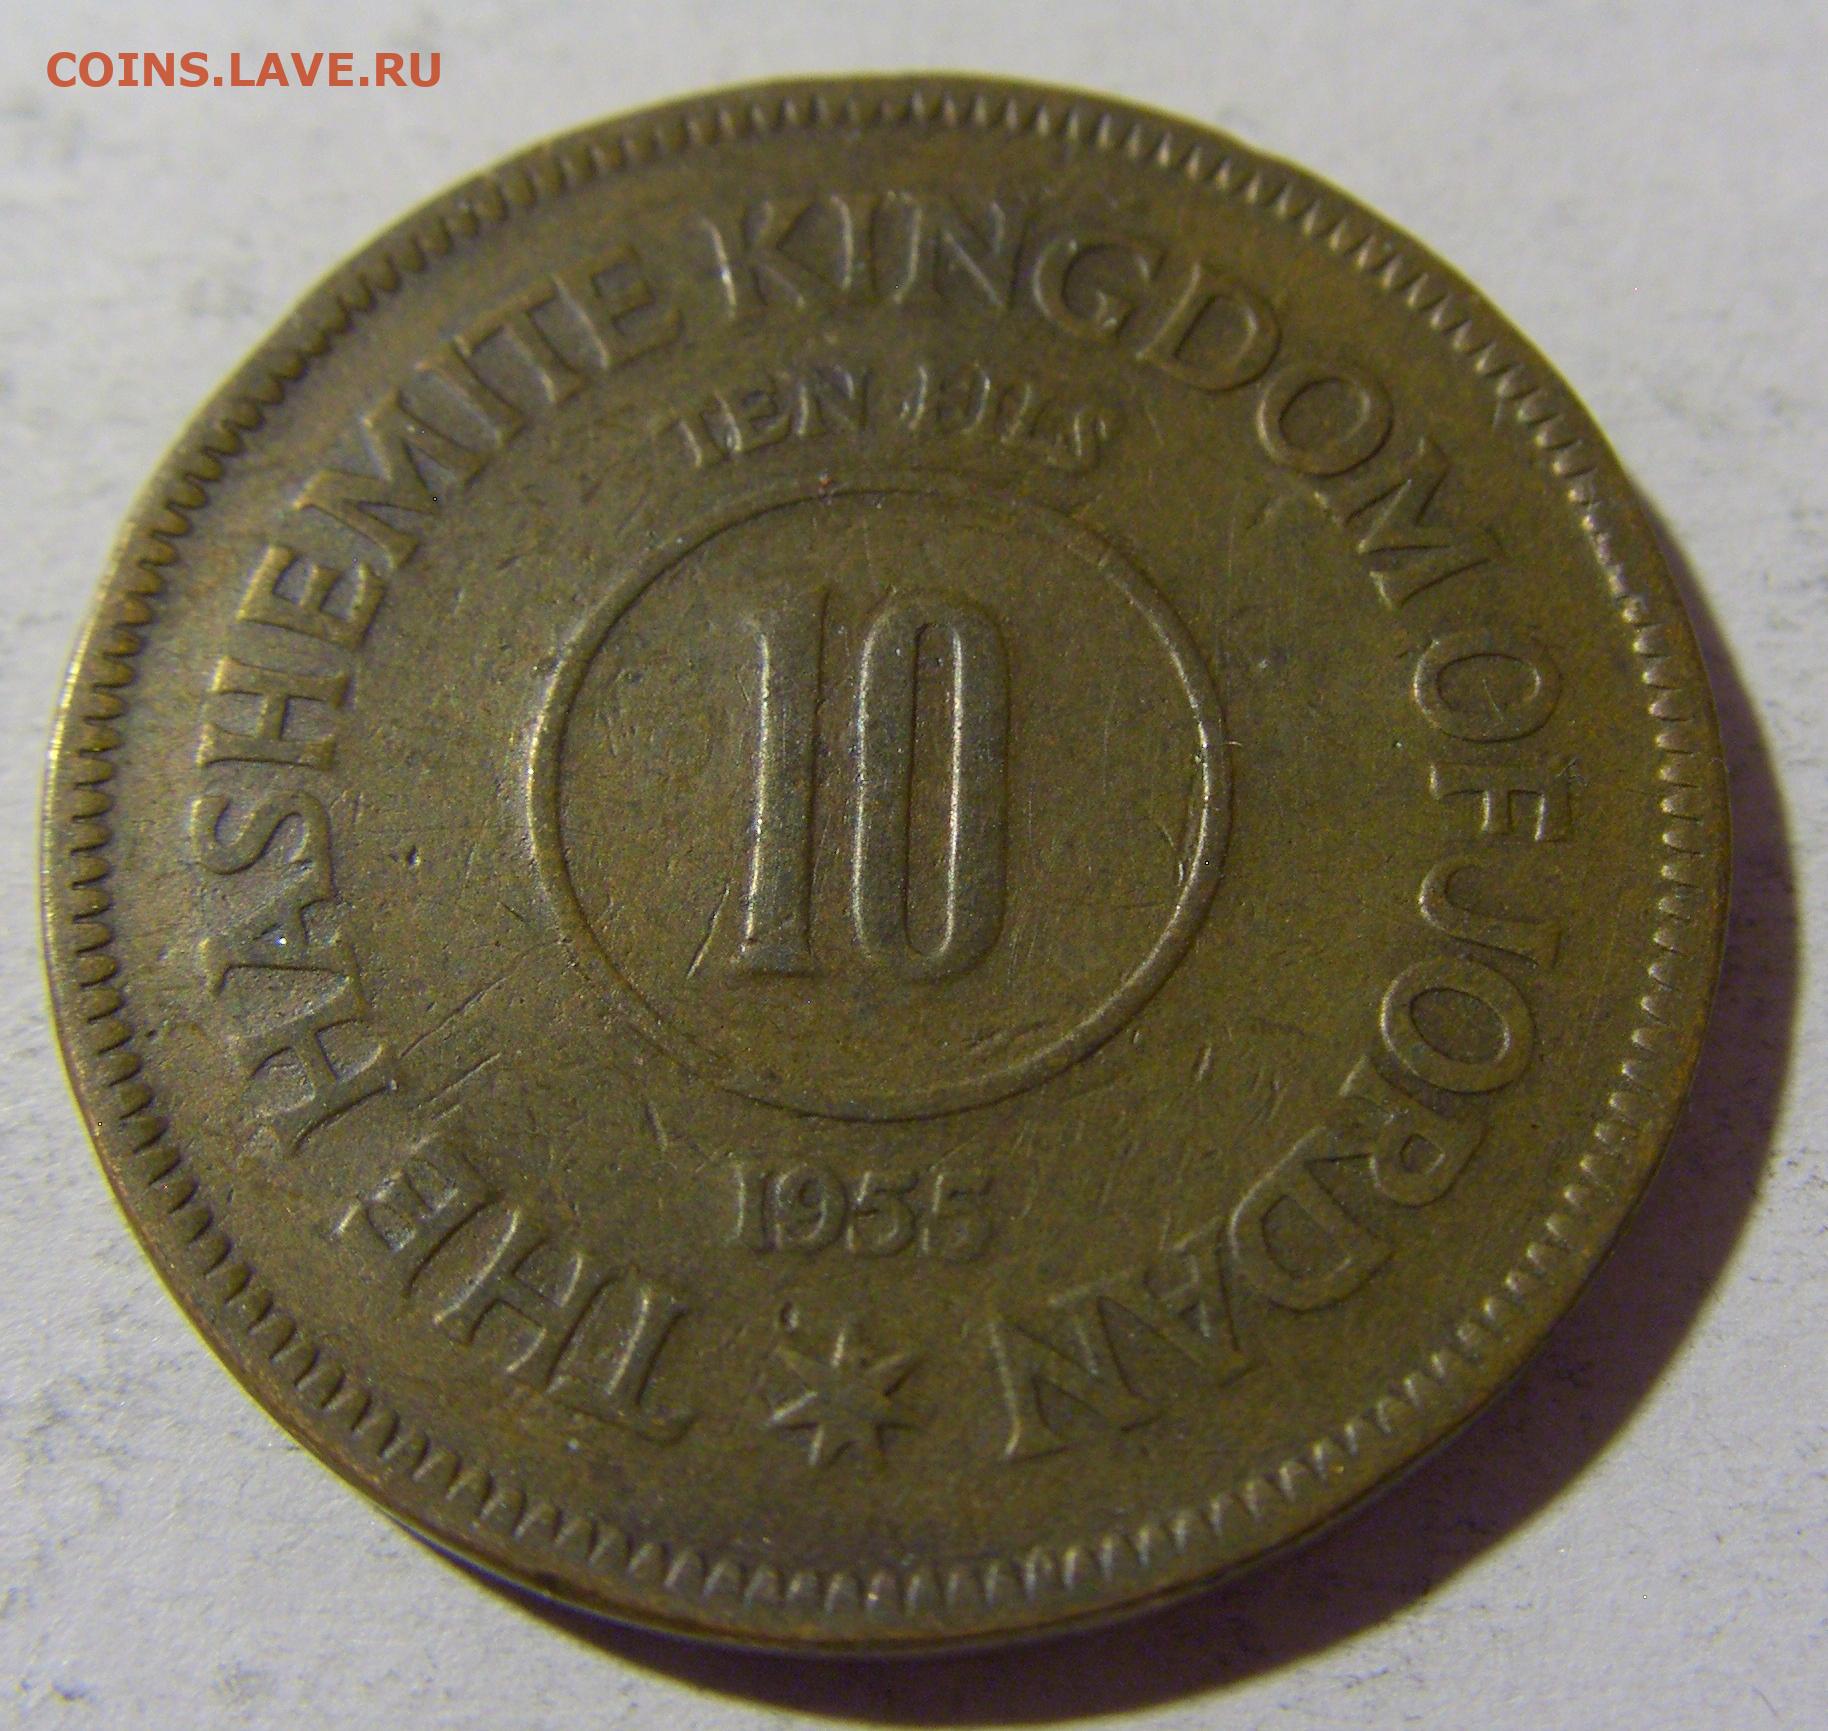 COINS.LAVE.RU
THE HASHEMITE KINGDOM OF JORDAN
TEN FILS
10
1955